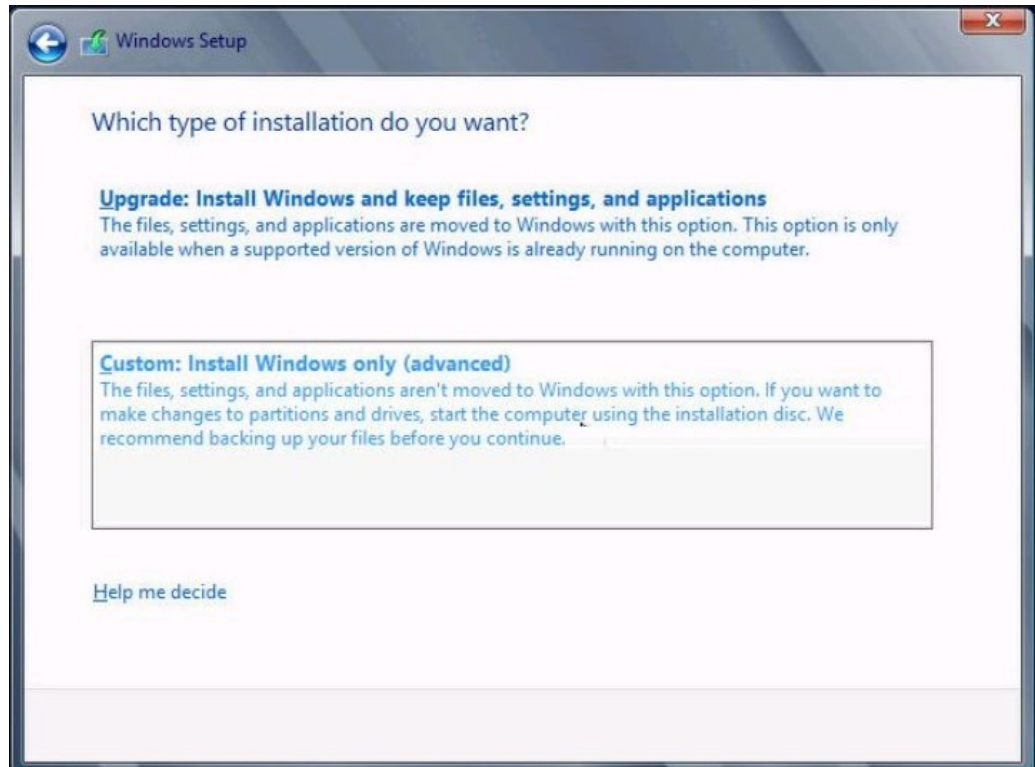 Windows Setup
Which type of installation do you want?
Upgrade: Install Windows and keep files, settings, and applications
The files, settings, and applications are moved to Windows with this option. This option is only
available when a supported version of Windows is already running on the computer.
Custom: Install Windows only (advanced)
The files, settings, and applications aren't moved to Windows with this option. If you want to
make changes to partitions and drives, start the computer using the installation disc. We
recommend backing up your files before you continue.
Help me decide